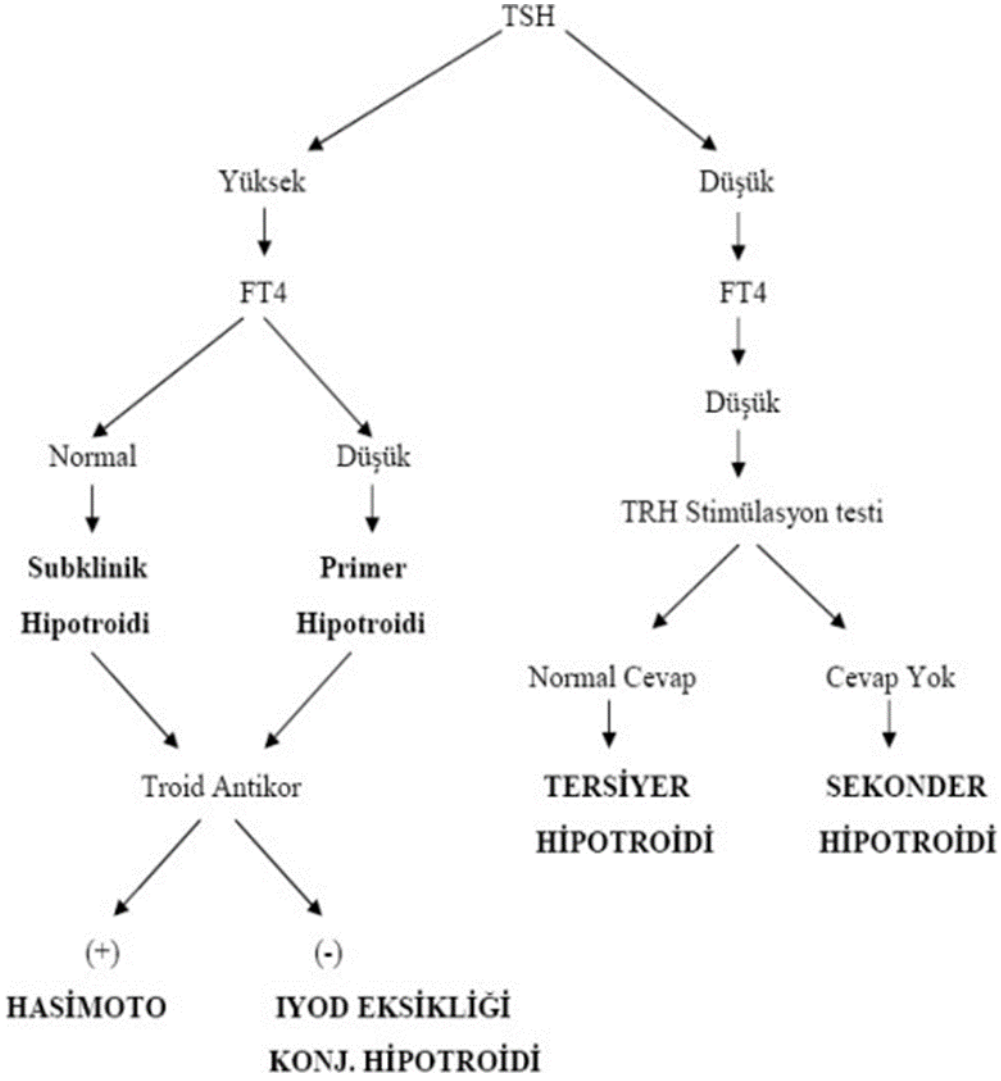 TSH
Yüksek
Düşük
FT4
FT4
Normal
Düşük
Düşük
Subklinik
Hipotroidi
Primer
Hipotroidi
TRH Stimülasyon testi
Normal Cevap
Cevap Yok
Troid Antikor
TERSİYER
HİPOTROİDİ
SEKONDER
HİPOTROİDİ
(+)
(-)
HASİMOTO
IYOD EKSİKLİĞİ
KONJ. HİPOTROİDİ